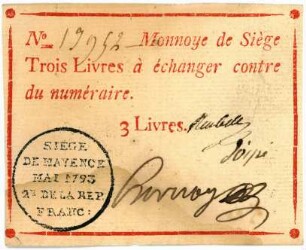 No. 19952 Monnoye de Siège
Trois Livres à échanger contre
du numéraire.
3 Livres.
SIEGE
DE MAYENCE
MAI 1793
2e. DE LA REP.
FRANC: